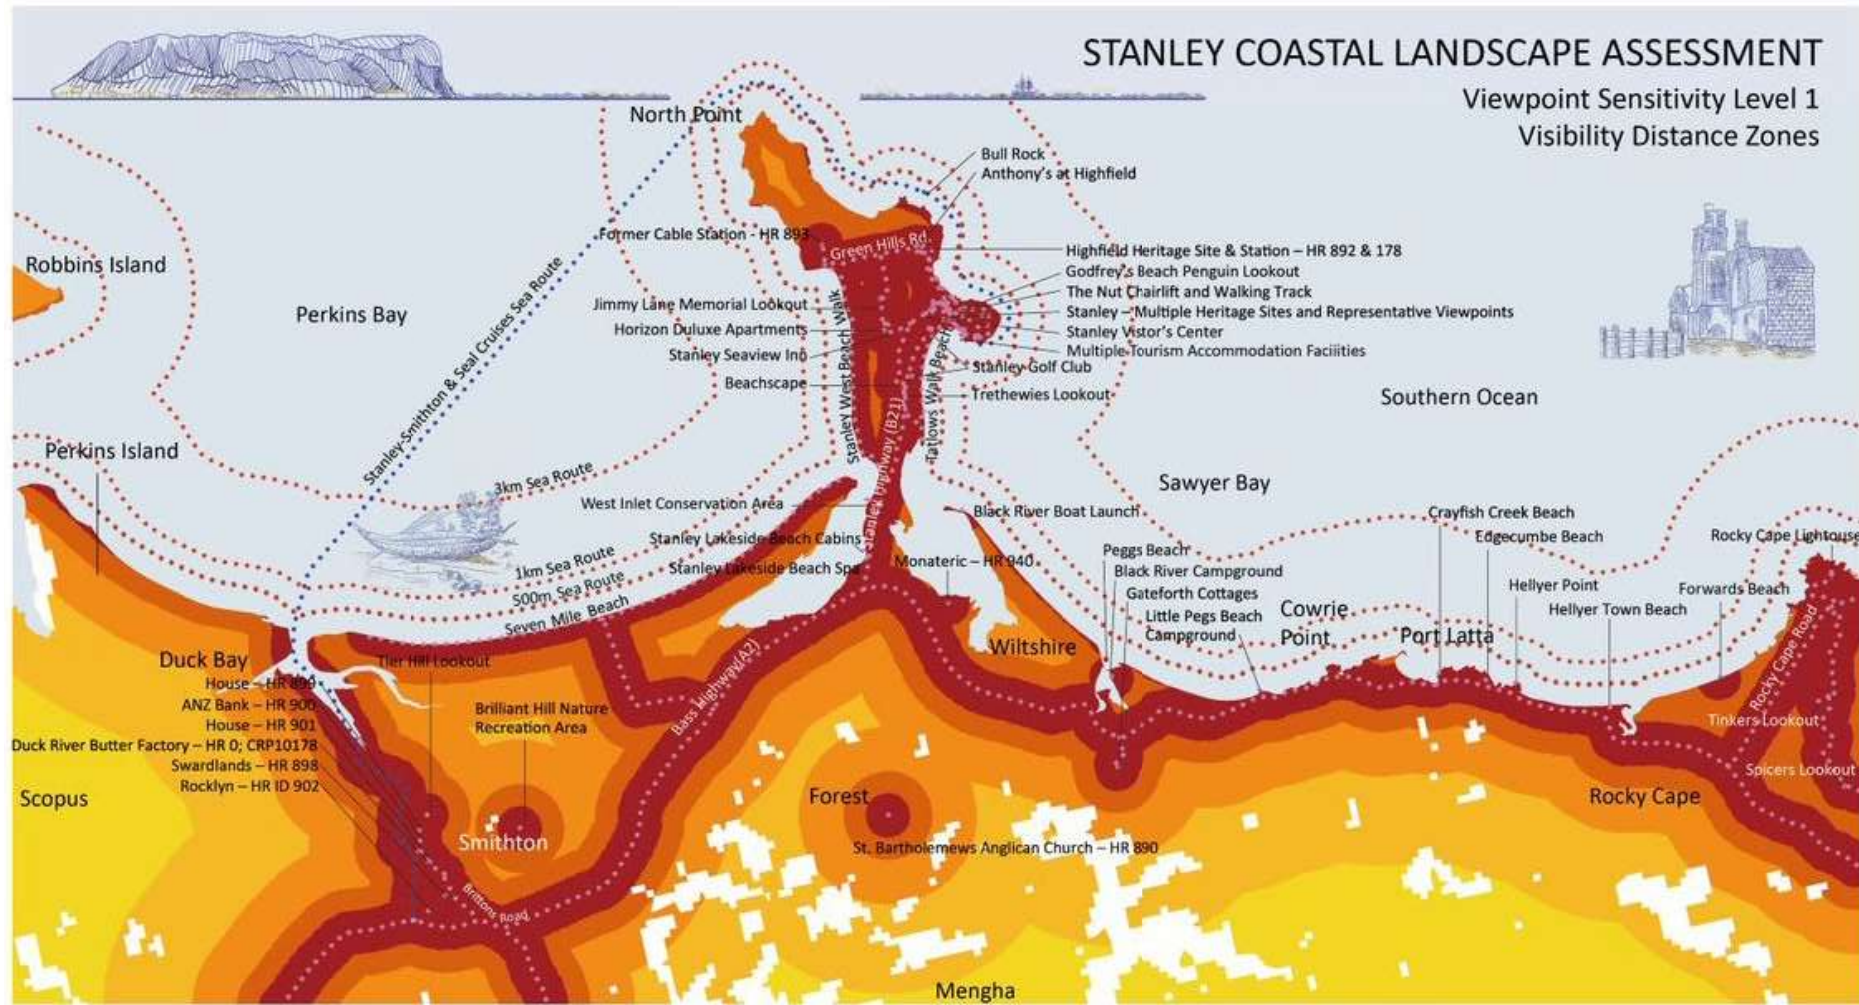 STANLEY COASTAL LANDSCAPE ASSESSMENT
Viewpoint Sensitivity Level 1
Visibility Distance Zones
North Point
Bull Rock
Anthony's at Highfield
Former Cable Station - HR 893
Green Hills Rd.
Highfield Heritage Site & Station – HR 892 & 178
Godfrey's Beach Penguin Lookout
The Nut Chairlift and Walking Track
Stanley – Multiple Heritage Sites and Representative Viewpoints
Stanley Vistor's Center
Multiple Tourism Accommodation Faciiities
Stanley Golf Club
Trethewies Lookout
Robbins Island
Perkins Bay
Stanley-Smithton & Seal Cruises Sea Route
Jimmy Lane Memorial Lookout
Horizon Duluxe Apartments
Stanley Seaview Inn
Beachscape
Stanley West Beach Walk
Tatlows Walk Beach
Stanley Highway (B21)
Southern Ocean
Perkins Island
3km Sea Route
Sawyer Bay
West Inlet Conservation Area
Black River Boat Launch
Crayfish Creek Beach
Edgecumbe Beach
Rocky Cape Lightouse
Stanley Lakeside Beach Cabins
Stanley Lakeside Beach Spa
Monateric – HR 940
Peggs Beach
Black River Campground
Gateforth Cottages
Little Pegs Beach
Campground
Cowrie
Point
Port Latta
Hellyer Point
Hellyer Town Beach
Forwards Beach
1km Sea Route
500m Sea Route
Seven Mile Beach
Wiltshire
Rocky Cape Road
Duck Bay
Tier Hill Lookout
House – HR 899
ANZ Bank – HR 900
House – HR 901
Duck River Butter Factory – HR 0; CRP10178
Swardlands – HR 898
Rocklyn – HR ID 902
Brilliant Hill Nature
Recreation Area
Bass Highway(A2)
Tinkers Lookout
Spicers Lookout
Scopus
Forest
Rocky Cape
Smithton
St. Bartholemews Anglican Church – HR 890
Brittons Road
Mengha